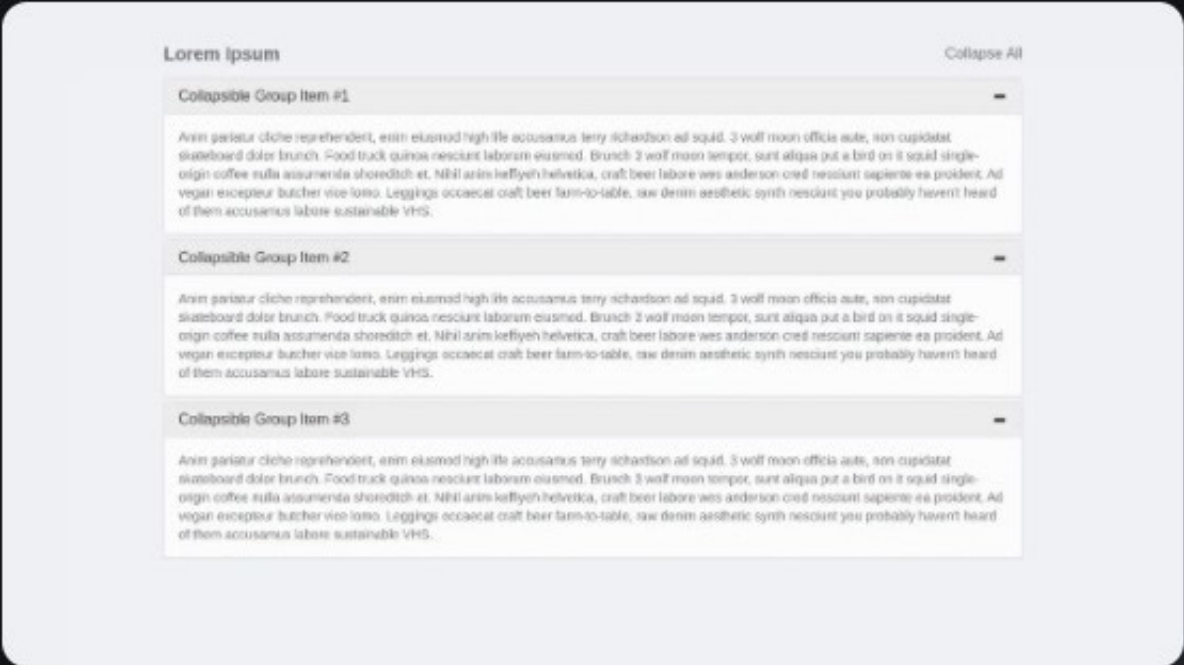 Lorem Ipsum
Collapse All
Collapsible Group Item #1
Anim pariatur cliche reprehenderit, enim eiusmod high life accusamus terry richardson ad squid. 3 wolf moon officia aute, non cupidatat
skateboard dolor brunch. Food truck quinoa nesciunt laborum eiusmod. Brunch 3 wolf moon tempor, sunt aliqua put a bird on it squid single-
origin coffee nulla assumenda shoreditch et. Nihil anim keffiyeh helvetica, craft beer labore wes anderson cred nesciunt sapiente ea proident. Ad
vegan excepteur butcher vice lomo. Leggings occaecat craft beer farm-to-table, raw denim aesthetic synth nesciunt you probably haven't heard
of them accusamus labore sustainable VHS.
Collapsible Group Item #2
Anim pariatur cliche reprehenderit, enim eiusmod high life accusamus terry richardson ad squid. 3 wolf moon officia aute, non cupidatat
skateboard dolor brunch. Food truck quinoa nesciunt laborum eiusmod. Brunch 3 wolf moon tempor, sunt aliqua put a bird on it squid single-
origin coffee nulla assumenda shoreditch et. Nihil anim keffiyeh helvetica, craft beer labore wes anderson cred nesciunt sapiente ea proident. Ad
vegan excepteur butcher vice lomo. Leggings occaecat craft beer farm-to-table, raw denim aesthetic synth nesciunt you probably haven't heard
of them accusamus labore sustainable VHS.
Collapsible Group Item #3
Anim pariatur cliche reprehenderit, enim eiusmod high life accusamus terry richardson ad squid. 3 wolf moon officia aute, non cupidatat
skateboard dolor brunch. Food truck quinoa nesciunt laborum eiusmod. Brunch 3 wolf moon tempor, sunt aliqua put a bird on it squid single-
origin coffee nulla assumenda shoreditch et. Nihil anim keffiyeh helvetica, craft beer labore wes anderson cred nesciunt sapiente ea proident. Ad
vegan excepteur butcher vice lomo. Leggings occaecat craft beer farm-to-table, raw denim aesthetic synth nesciunt you probably haven't heard
of them accusamus labore sustainable VHS.